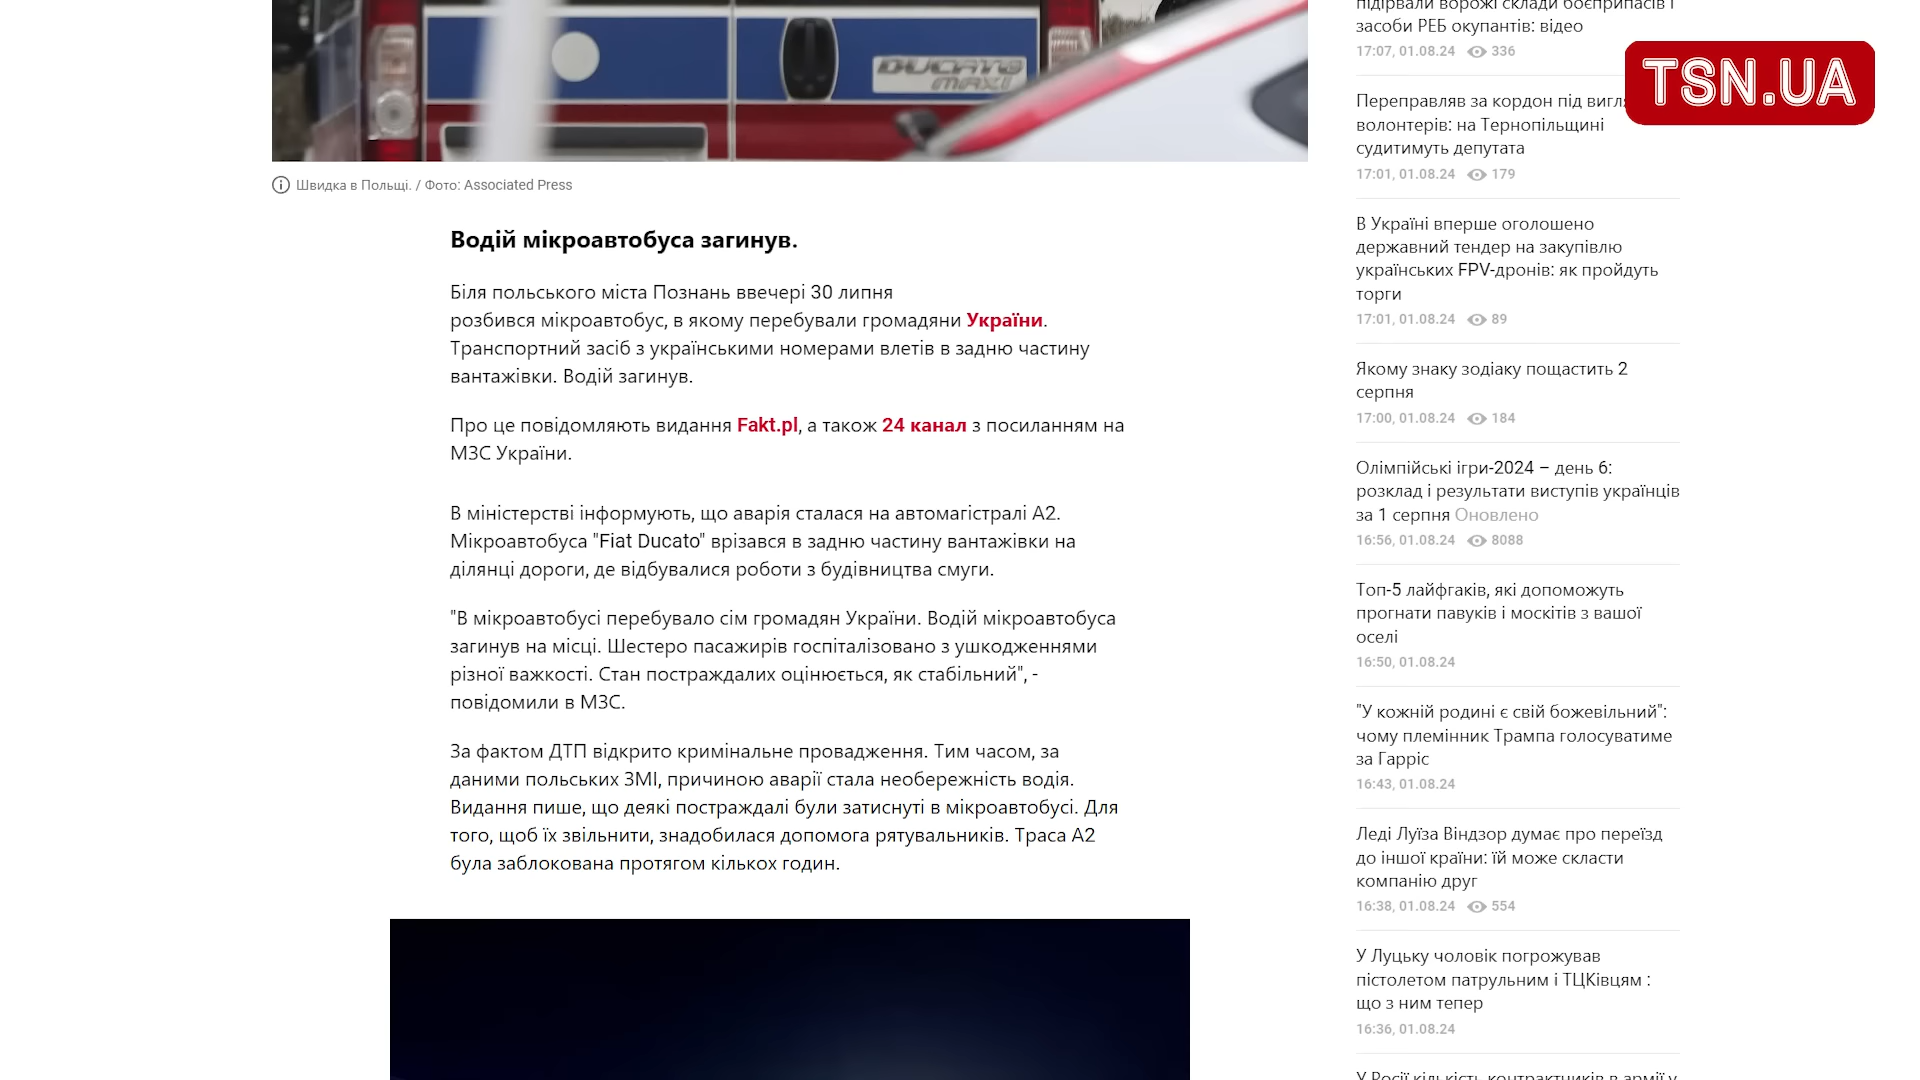 DUCATO
MAXI
Швидка в Польщі. / Фото: Associated Press
Водій мікроавтобуса загинув.
Біля польського міста Познань ввечері 30 липня
розбився мікроавтобус, в якому перебували громадяни України.
Транспортний засіб з українськими номерами влетів в задню частину
вантажівки. Водій загинув.
Про це повідомляють видання Fakt.pl, а також 24 канал з посиланням на
МЗС України.
В міністерстві інформують, що аварія сталася на автомагістралі А2.
Мікроавтобуса "Fiat Ducato" врізався в задню частину вантажівки на
ділянці дороги, де відбувалися роботи з будівництва смуги.
"В мікроавтобусі перебувало сім громадян України. Водій мікроавтобуса
загинув на місці. Шестеро пасажирів госпіталізовано з ушкодженнями
різної важкості. Стан постраждалих оцінюється, як стабільний", -
повідомили в МЗС.
За фактом ДТП відкрито кримінальне провадження. Тим часом, за
даними польських ЗМІ, причиною аварії стала необережність водія.
Видання пише, що деякі постраждалі були затиснуті в мікроавтобусі. Для
того, щоб їх звільнити, знадобилася допомога рятувальників. Траса А2
була заблокована протягом кількох годин.
підірвали ворожі склади боєприпасів і
засоби РЕБ окупантів: відео
17:07, 01.08.24 336
TSN.UA
Переправляв за кордон під
волонтерів: на Тернопільщині
судитимуть депутата
17:01, 01.08.24 179
В Україні вперше оголошено
державний тендер на закупівлю
українських FPV-дронів: як пройдуть
торги
17:01, 01.08.24 89
Якому знаку зодіаку пощастить 2
серпня
17:00, 01.08.24 184
Олімпійські ігри-2024 – день 6:
розклад і результати виступів українців
за 1 серпня Оновлено
16:56, 01.08.24 8088
Топ-5 лайфгаків, які допоможуть
прогнати павуків і москітів з вашої
оселі
16:50, 01.08.24
"У кожній родині є свій божевільний":
чому племінник Трампа голосуватиме
за Гарріс
16:43, 01.08.24
Леді Луїза Віндзор думає про переїзд
до іншої країни: їй може скласти
компанію друг
16:38, 01.08.24 554
У Луцьку чоловік погрожував
пістолетом патрульним і ТЦКівцям :
що з ним тепер
16:36, 01.08.24
У Росії кількість контрактників в армії у